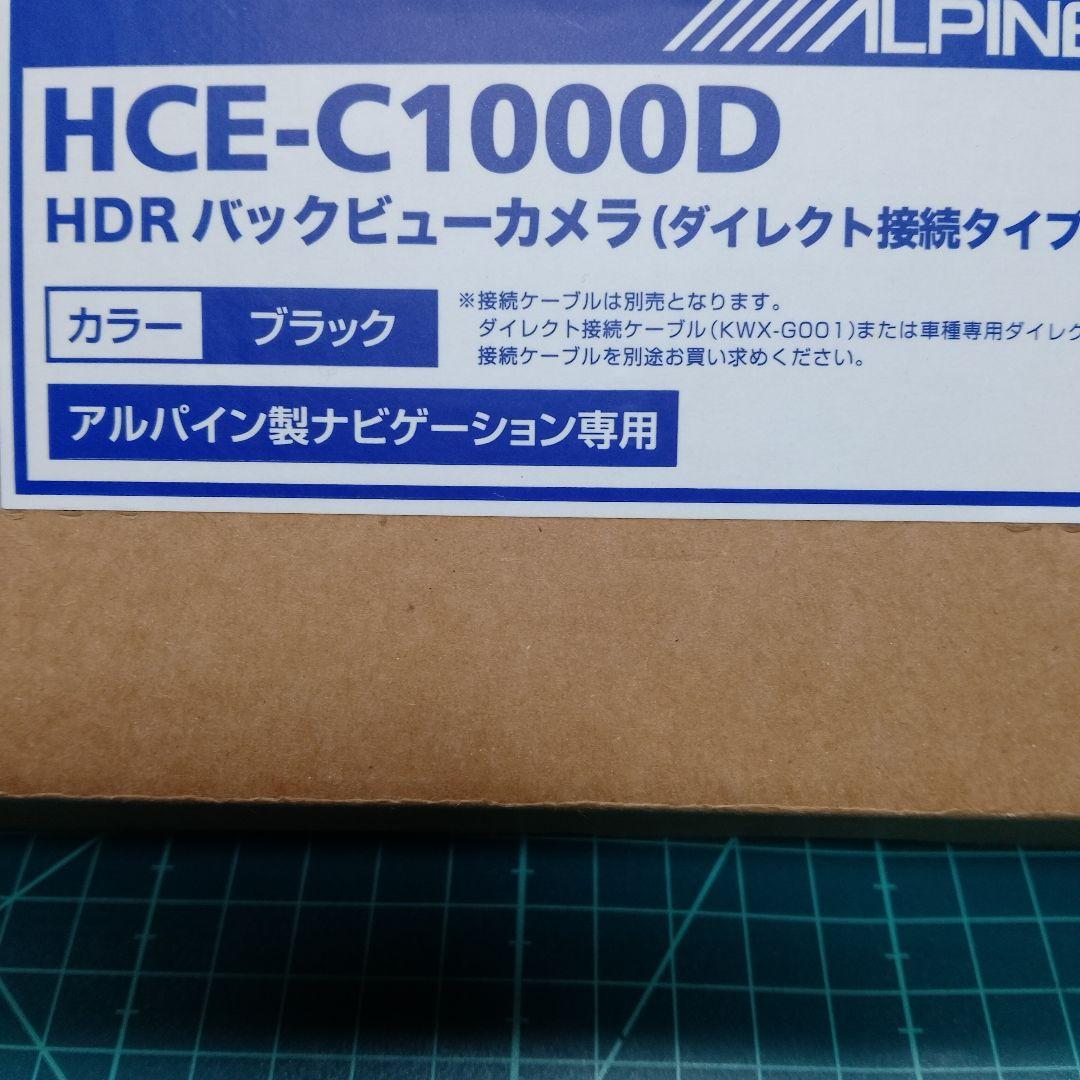 ALPINE
HCE-C1000D
HDR バックビューカメラ(ダイレクト接続タイプ
カラー ブラック
※接続ケーブルは別売となります。
ダイレクト接続ケーブル(KWX-G001)または車種専用ダイレク
接続ケーブルを別途お買い求めください。
アルパイン製ナビゲーション専用